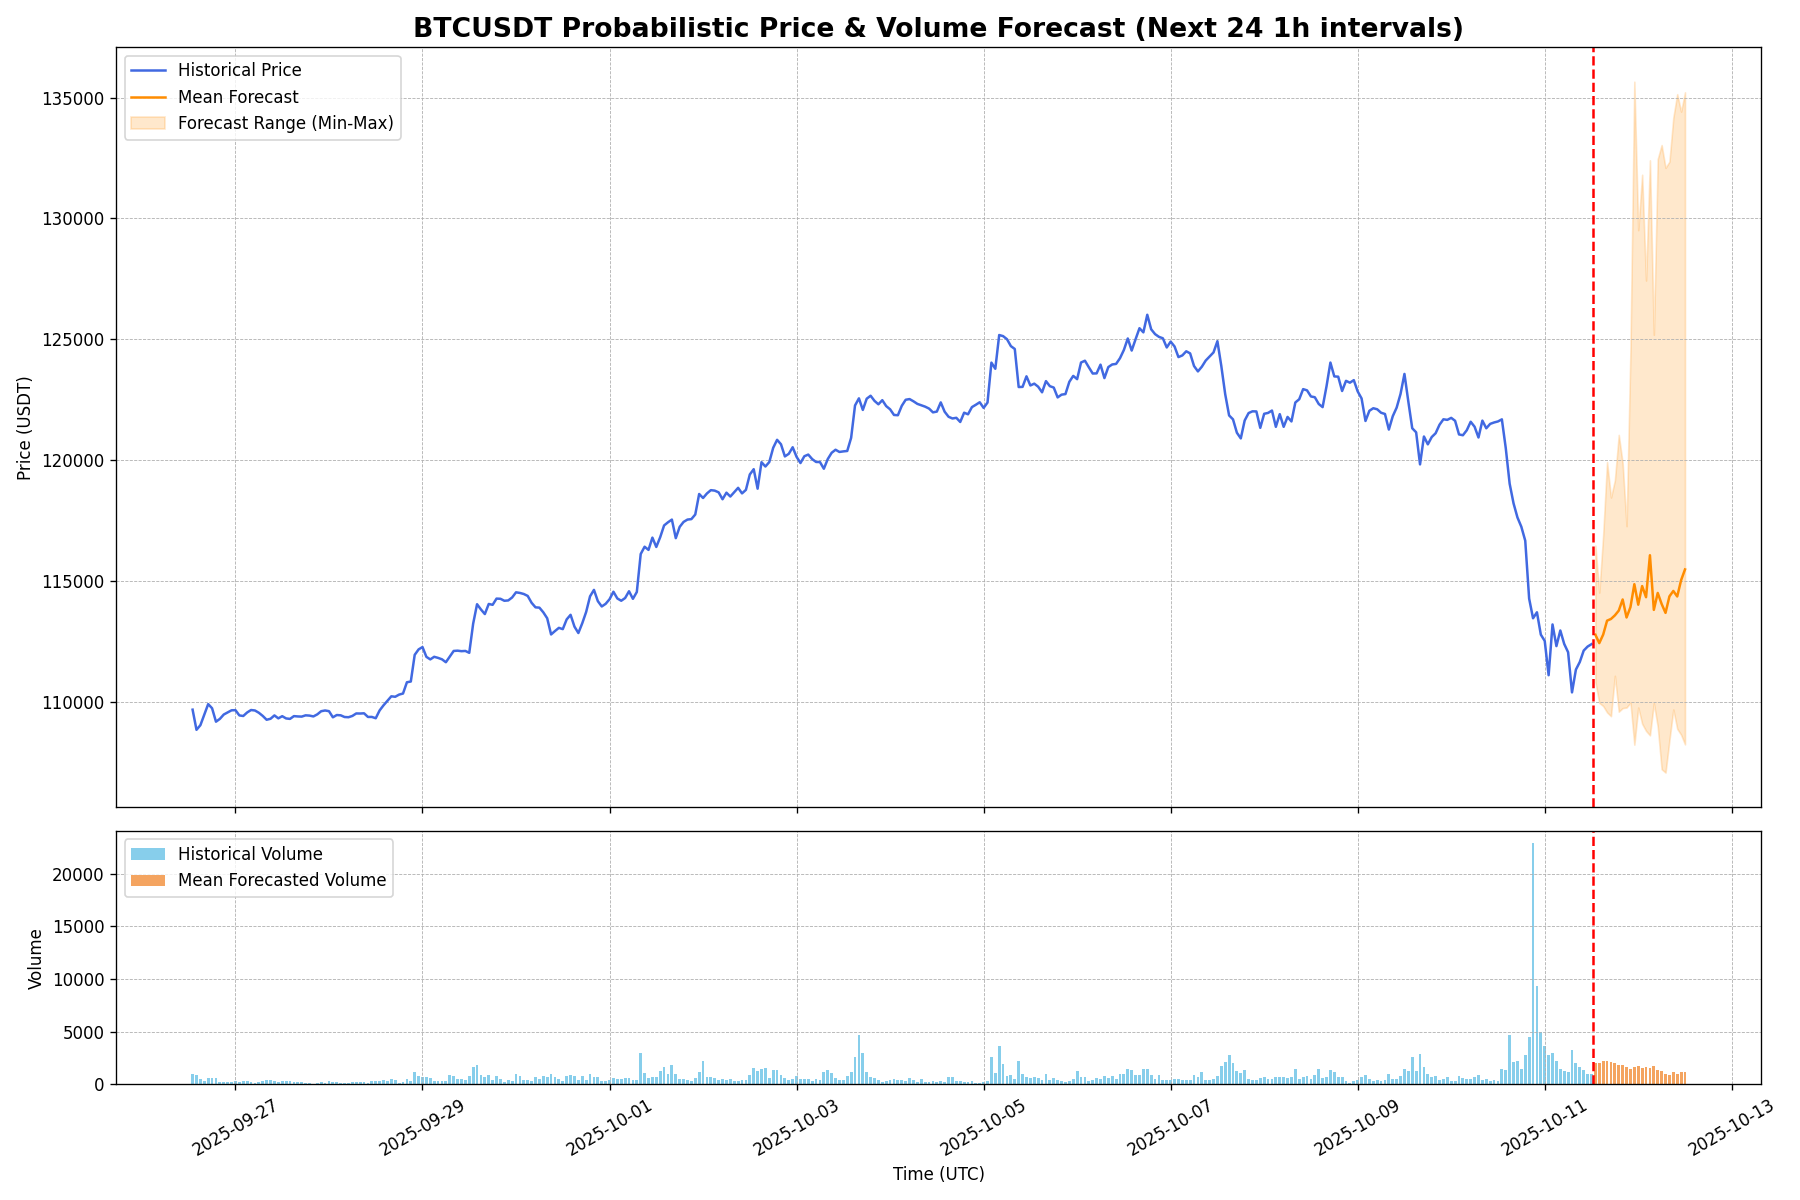 BTCUSDT Probabilistic Price & Volume Forecast (Next 24 1h intervals)
Historical Price
Mean Forecast
Forecast Range (Min-Max)
135000
130000
125000
120000
115000
110000
Price (USDT)
Historical Volume
Mean Forecasted Volume
20000
15000
10000
5000
0
Volume
2025-09-27
2025-09-29
2025-10-01
2025-10-03
2025-10-05
2025-10-07
2025-10-09
2025-10-11
2025-10-13
Time (UTC)